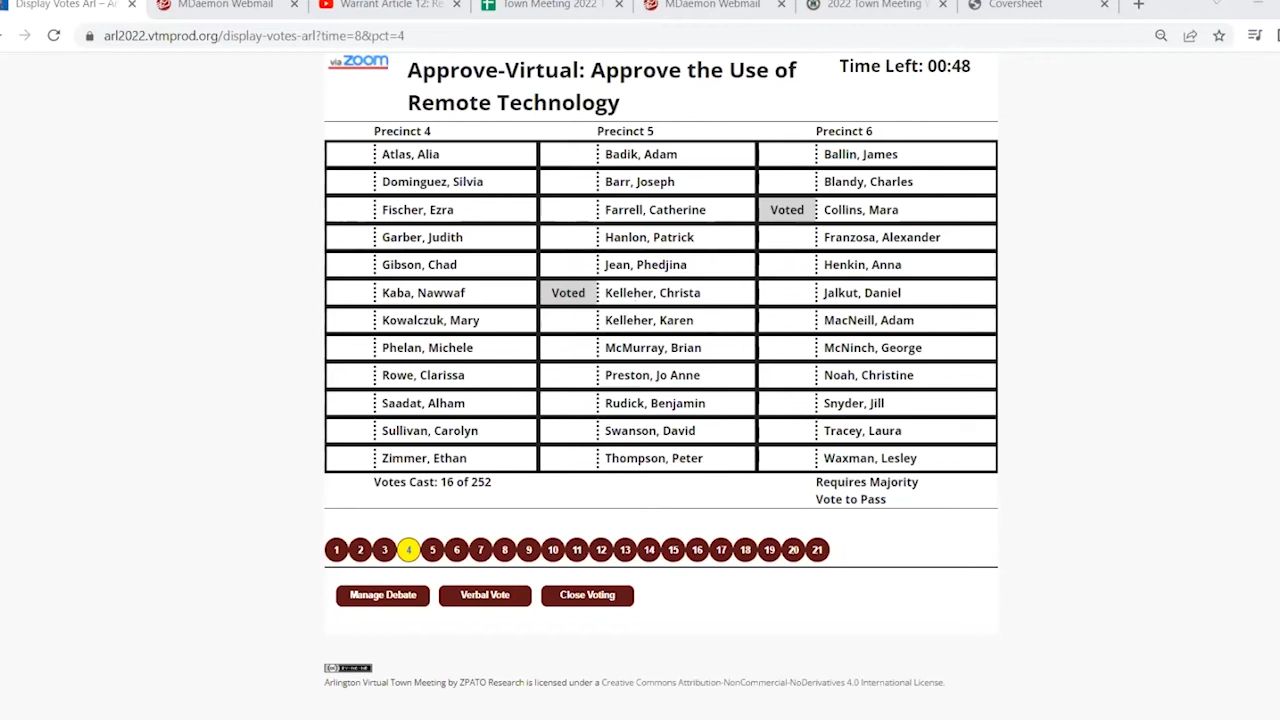 Display Votes Arl – A
MDaemon Webmail
Warrant Article 12: Re
Town Meeting 2022 T
MDaemon Webmail
2022 Town Meeting
Coversheet
arl2022.vtmprod.org/display-votes-arl?time=8&pct=4
via zoom
Approve-Virtual: Approve the Use of
Remote Technology
Time Left: 00:48
Precinct 4 Precinct 5 Precinct 6
Atlas, Alia Badik, Adam Ballin, James
Dominguez, Silvia Barr, Joseph Blandy, Charles
Fischer, Ezra Farrell, Catherine Voted Collins, Mara
Garber, Judith Hanlon, Patrick Franzosa, Alexander
Gibson, Chad Jean, Phedjina Henkin, Anna
Kaba, Nawwaf Voted Kelleher, Christa Jalkut, Daniel
Kowalczuk, Mary Kelleher, Karen MacNeill, Adam
Phelan, Michele McMurray, Brian McNinch, George
Rowe, Clarissa Preston, Jo Anne Noah, Christine
Saadat, Alham Rudick, Benjamin Snyder, Jill
Sullivan, Carolyn Swanson, David Tracey, Laura
Zimmer, Ethan Thompson, Peter Waxman, Lesley
Votes Cast: 16 of 252 Requires Majority
Vote to Pass
1 2 3 4 5 6 7 8 9 10 11 12 13 14 15 16 17 18 19 20 21
Manage Debate Verbal Vote Close Voting
Arlington Virtual Town Meeting by ZPATO Research is licensed under a Creative Commons Attribution-NonCommercial-NoDerivatives 4.0 International License.